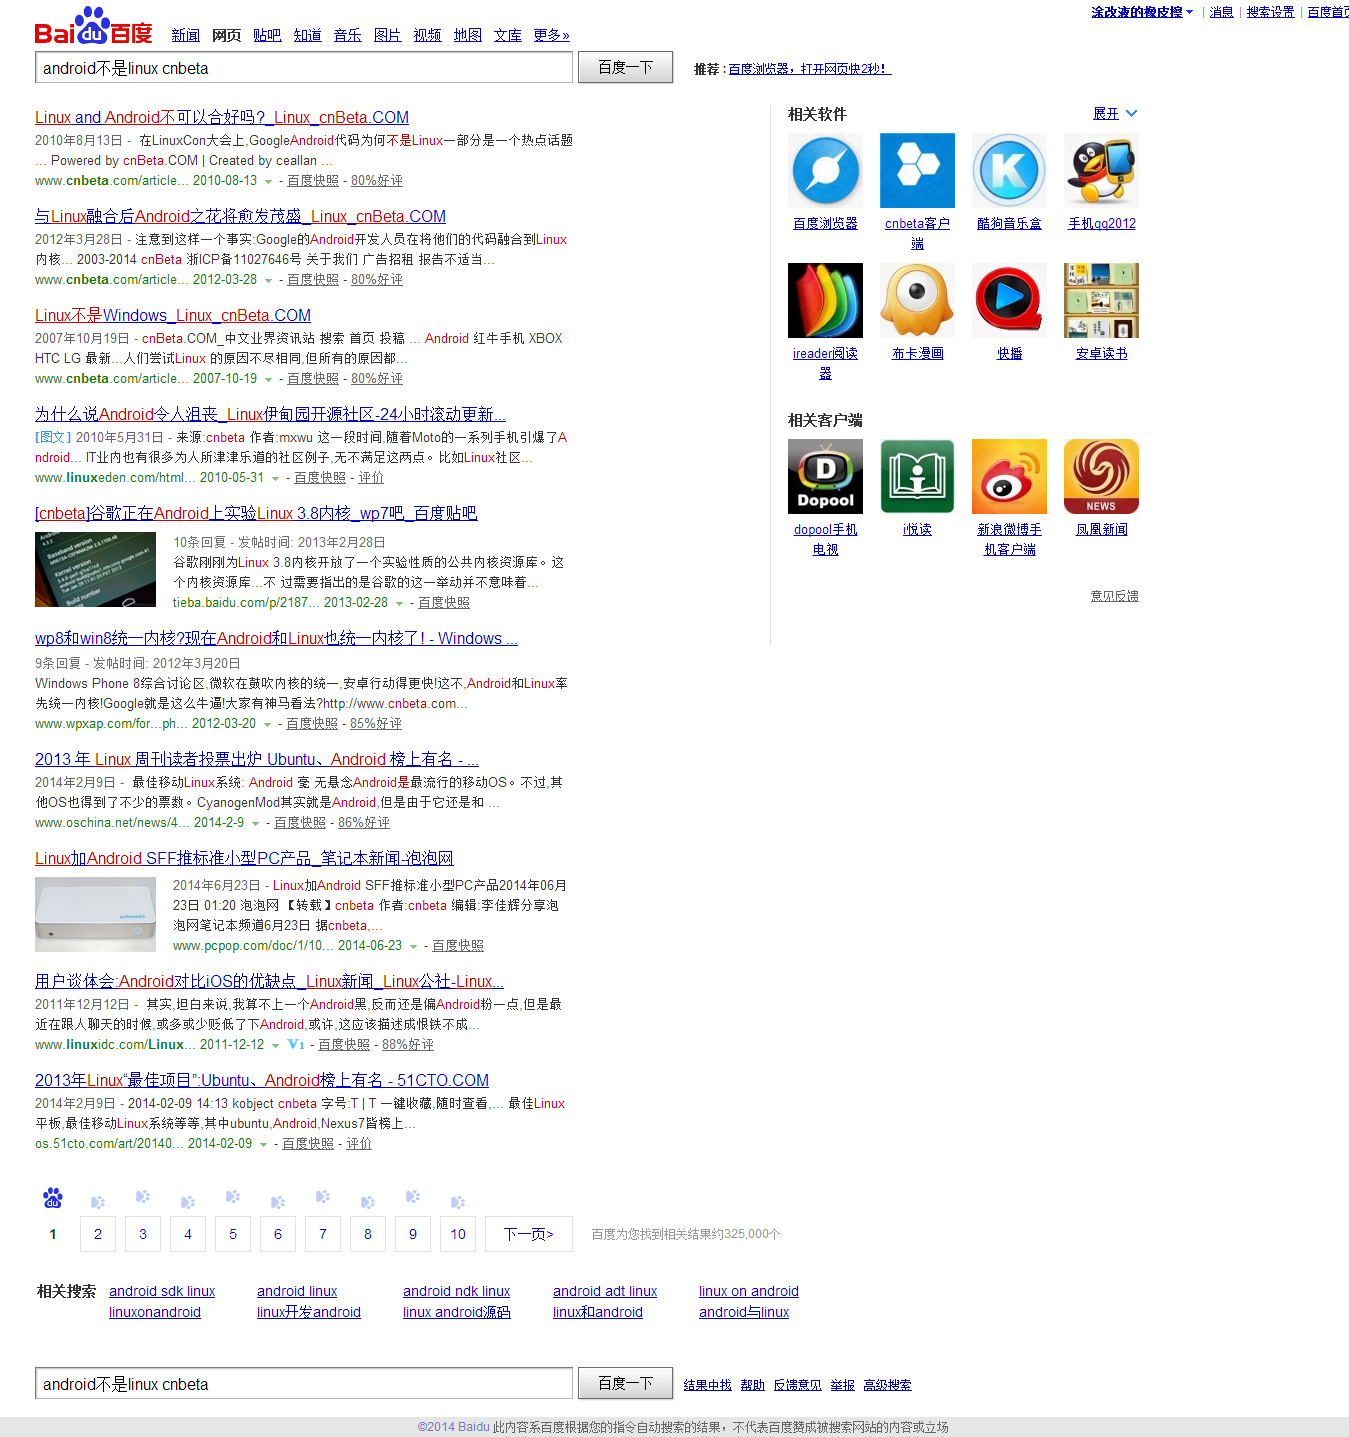 涂改液的橡皮檫 | 消息 | 搜索设置 | 百度首页
Bai du 百度 新闻 网页 贴吧 知道 音乐 图片 视频 地图 文库 更多»
android不是linux cnbeta 百度一下 推荐 : 百度浏览器，打开网页快2秒！
Linux and Android不可以合好吗?_Linux_cnBeta.COM
2010年8月13日 - 在LinuxCon大会上,GoogleAndroid代码为何不是Linux一部分是一个热点话题
... Powered by cnBeta.COM | Created by ceallan ...
www.cnbeta.com/article... 2010-08-13 - 百度快照 - 80%好评
与Linux融合后Android之花将愈发茂盛_Linux_cnBeta.COM
2012年3月28日 - 注意到这样一个事实:Google的Android开发人员在将他们的代码融合到Linux
内核... 2003-2014 cnBeta 浙ICP备11027646号 关于我们 广告招租 报告不适当...
www.cnbeta.com/article... 2012-03-28 - 百度快照 - 80%好评
Linux不是Windows_Linux_cnBeta.COM
2007年10月19日 - cnBeta.COM_中文业界资讯站 搜索 首页 投稿 ... Android 红牛手机 XBOX
HTC LG 最新...人们尝试Linux 的原因不尽相同,但所有的原因都...
www.cnbeta.com/article... 2007-10-19 - 百度快照 - 80%好评
为什么说Android令人沮丧_Linux伊甸园开源社区-24小时滚动更新...
[图文] 2010年5月31日 - 来源:cnbeta 作者:mxwu 这一段时间,随着Moto的一系列手机引爆了A
ndroid... IT业内也有很多为人所津津乐道的社区例子,无不满足这两点。比如Linux社区...
www.linuxeden.com/html... 2010-05-31 - 百度快照 - 评价
[cnbeta]谷歌正在Android上实验Linux 3.8内核_wp7吧_百度贴吧
10条回复 - 发帖时间: 2013年2月28日
谷歌刚刚为Linux 3.8内核开放了一个实验性质的公共内核资源库。这
个内核资源库...不 过需要指出的是谷歌的这一举动并不意味着...
tieba.baidu.com/p/2187... 2013-02-28 - 百度快照
Baseband version
Kernel version
Build number
wp8和win8统一内核?现在Android和Linux也统一内核了! - Windows ...
9条回复 - 发帖时间: 2012年3月20日
Windows Phone 8综合讨论区,微软在鼓吹内核的统一,安卓行动得更快!这不,Android和Linux率
先统一内核!Google就是这么牛逼!大家有神马看法?http://www.cnbeta.com...
www.wpxap.com/for...ph... 2012-03-20 - 百度快照 - 85%好评
2013 年 Linux 周刊读者投票出炉 Ubuntu、Android 榜上有名 - ...
2014年2月9日 - 最佳移动Linux系统: Android 毫 无悬念Android是最流行的移动OS。不过,其
他OS也得到了不少的票数。CyanogenMod其实就是Android,但是由于它还是和 ...
www.oschina.net/news/4... 2014-2-9 - 百度快照 - 86%好评
Linux加Android SFF推标准小型PC产品_笔记本新闻-泡泡网
2014年6月23日 - Linux加Android SFF推标准小型PC产品2014年06月
23日 01:20 泡泡网 【转载】cnbeta 作者:cnbeta 编辑:李佳辉分享泡
泡网笔记本频道6月23日 据cnbeta,...
www.pcpop.com/doc/1/10... 2014-06-23 - 百度快照
用户谈体会:Android对比iOS的优缺点_Linux新闻_Linux公社-Linux...
2011年12月12日 - 其实,坦白来说,我算不上一个Android黑,反而还是偏Android粉一点,但是最
近在跟人聊天的时候,或多或少贬低了下Android,或许,这应该描述成恨铁不成...
www.linuxidc.com/Linux... 2011-12-12 V1 - 百度快照 - 88%好评
2013年Linux“最佳项目”:Ubuntu、Android榜上有名 - 51CTO.COM
2014年2月9日 - 2014-02-09 14:13 kobject cnbeta 字号:T | T 一键收藏,随时查看,... 最佳Linux
平板,最佳移动Linux系统等等,其中ubuntu,Android,Nexus7皆榜上...
os.51cto.com/art/20140... 2014-02-09 - 百度快照 - 评价
相关软件 展开
百度浏览器 cnbeta客户端 酷狗音乐盒 手机qq2012
ireader阅读器 布卡漫画 快播 安卓读书
相关客户端
D Dopool NEWS
dopool手机电视 i悦读 新浪微博手机客户端 凤凰新闻
意见反馈
1 2 3 4 5 6 7 8 9 10 下一页> 百度为您找到相关结果约325,000个
相关搜索 android sdk linux android linux android ndk linux android adt linux linux on android
linuxonandroid linux开发android linux android源码 linux和android android与linux
android不是linux cnbeta 百度一下 结果中找 帮助 反馈意见 举报 高级搜索
©2014 Baidu 此内容系百度根据您的指令自动搜索的结果，不代表百度赞成被搜索网站的内容或立场